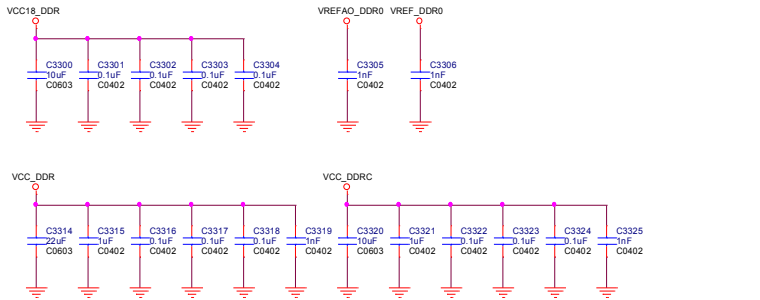 VCC18_DDR
VREFAO_DDR0 VREF_DDR0
C3300
10uF
C0603
C3301
0.1uF
C0402
C3302
0.1uF
C0402
C3303
0.1uF
C0402
C3304
0.1uF
C0402
C3305
1nF
C0402
C3306
1nF
C0402
VCC_DDR
VCC_DDRC
C3314
22uF
C0603
C3315
1uF
C0402
C3316
0.1uF
C0402
C3317
0.1uF
C0402
C3318
0.1uF
C0402
C3319
1nF
C0402
C3320
10uF
C0603
C3321
1uF
C0402
C3322
0.1uF
C0402
C3323
0.1uF
C0402
C3324
0.1uF
C0402
C3325
1nF
C0402